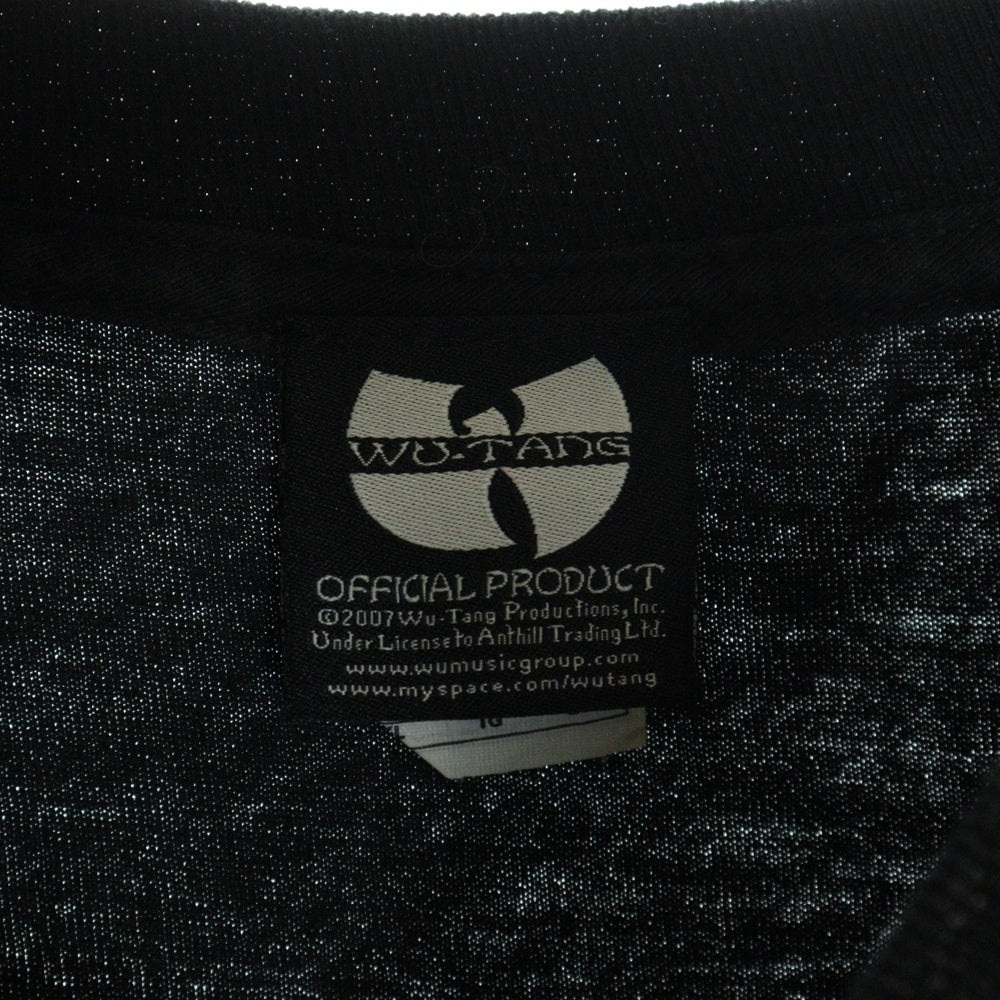 WU-TANG
OFFICIAL PRODUCT
©2007 Wu-Tang Productions, Inc.
Under License to Anthill Trading Ltd.
www.wumusicgroup.com
www.myspace.com/wutang